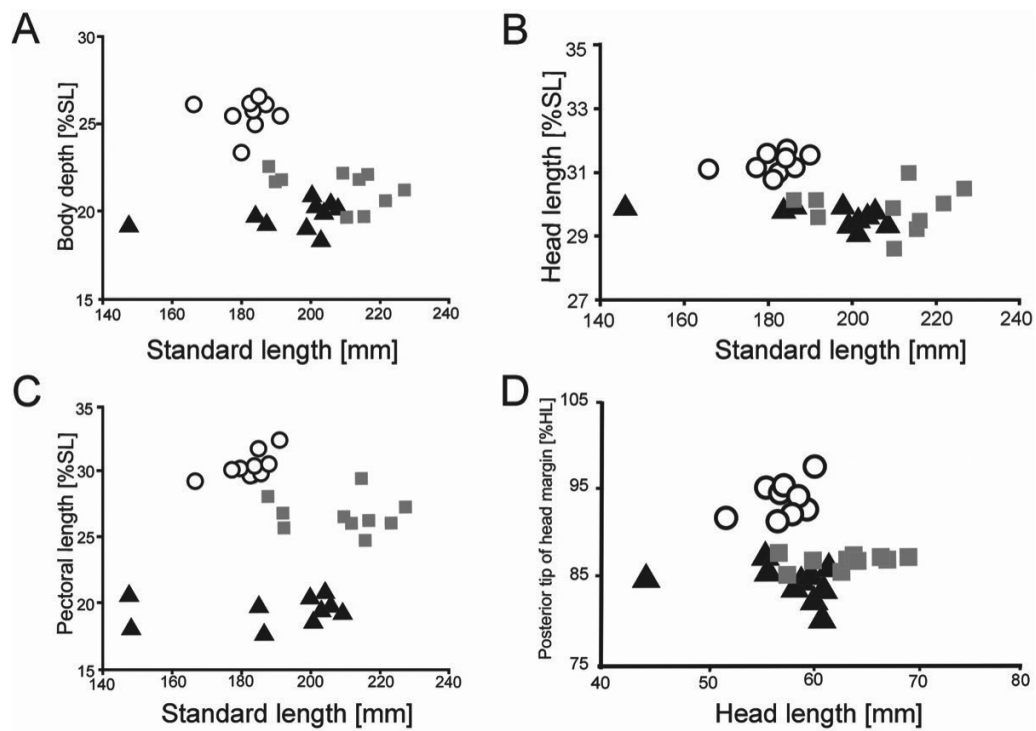 A
Body depth [%SL]
30
25
20
15
140 160 180 200 220 240
Standard length [mm]
B
Head length [%SL]
35
33
31
29
27
140 160 180 200 220 240
Standard length [mm]
C
Pectoral length [%SL]
35
30
25
20
15
140 160 180 200 220 240
Standard length [mm]
D
Posterior tip of head margin [%HL]
105
95
85
75
40 50 60 70 80
Head length [mm]